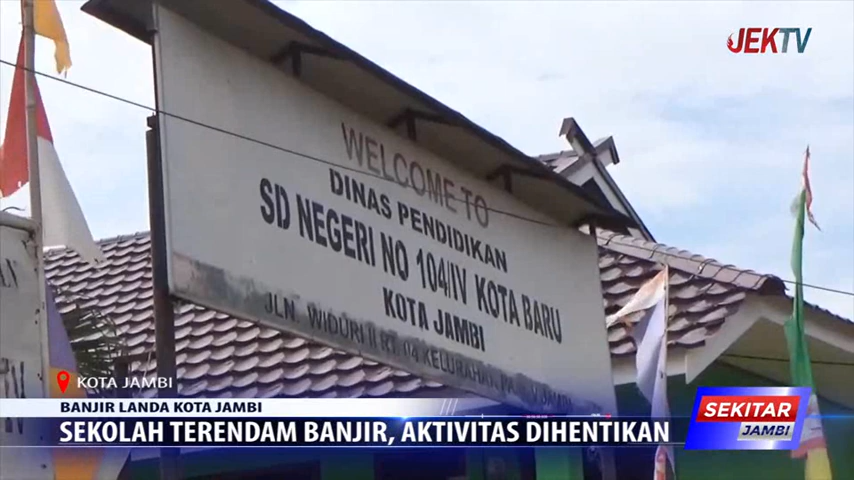 JEKTV
WELCOME TO
DINAS PENDIDIKAN
SD NEGERI NO 104/IV KOTA BARU
KOTA JAMBI
JLN. WIDURI II RT. 04 KELURAHAN
KOTA JAMBI
BANJIR LANDA KOTA JAMBI
SEKOLAH TERENDAM BANJIR, AKTIVITAS DIHENTIKAN
SEKITAR
JAMBI